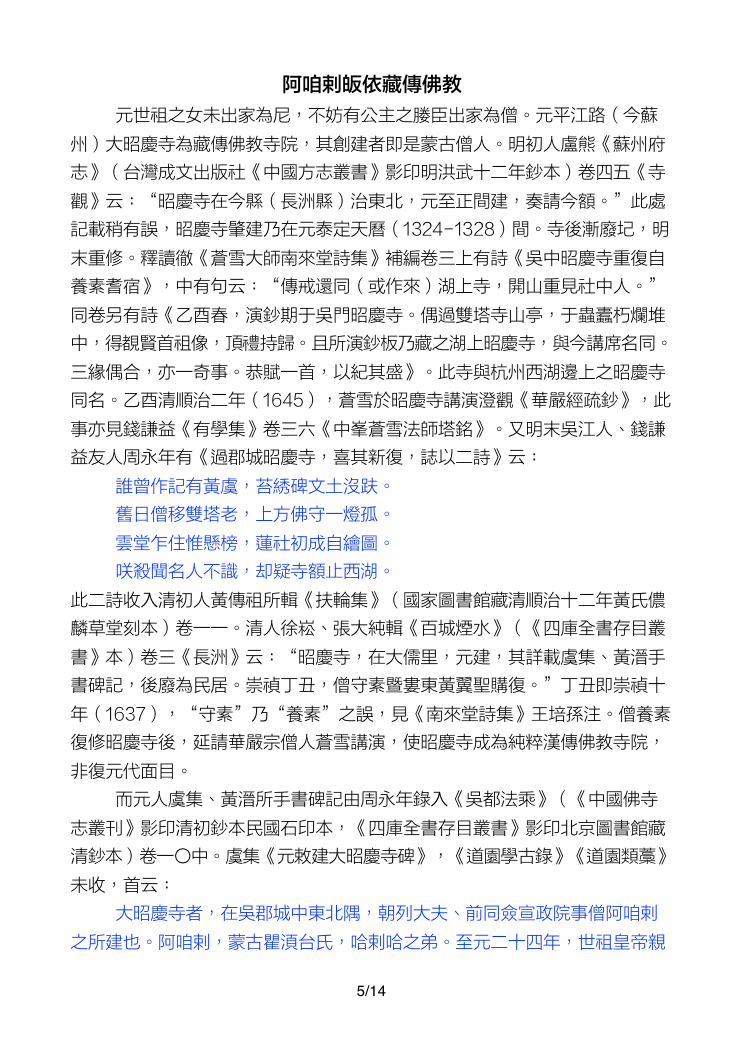 阿咱剌皈依藏傳佛教
元世祖之女未出家為尼，不妨有公主之媵臣出家為僧。元平江路（今蘇
州）大昭慶寺為藏傳佛教寺院，其創建者即是蒙古僧人。明初人盧熊《蘇州府
志》（台灣成文出版社《中國方志叢書》影印明洪武十二年鈔本）卷四五《寺
觀》云：“昭慶寺在今縣（長洲縣）治東北，元至正間建，奏請今額。”此處
記載稍有誤，昭慶寺肇建乃在元泰定天曆（1324-1328）間。寺後漸廢圮，明
末重修。釋讀徹《蒼雪大師南來堂詩集》補編卷三上有詩《吳中昭慶寺重復自
養素耆宿》，中有句云：“傳戒還同（或作來）湖上寺，開山重見社中人。”
同卷另有詩《乙酉春，演鈔期于吳門昭慶寺。偶過雙塔寺山亭，于蟲蠹朽爛堆
中，得覩賢首祖像，頂禮持歸。且所演鈔板乃藏之湖上昭慶寺，與今講席名同。
三緣偶合，亦一奇事。恭賦一首，以紀其盛》。此寺與杭州西湖邊上之昭慶寺
同名。乙酉清順治二年（1645），蒼雪於昭慶寺講演澄觀《華嚴經疏鈔》，此
事亦見錢謙益《有學集》卷三六《中峯蒼雪法師塔銘》。又明末吳江人、錢謙
益友人周永年有《過郡城昭慶寺，喜其新復，誌以二詩》云：
誰曾作記有黃虞，苔綉碑文土沒趺。
舊日僧移雙塔老，上方佛守一燈孤。
雲堂乍住惟懸榜，蓮社初成自繪圖。
咲殺聞名人不識，却疑寺額止西湖。
此二詩收入清初人黃傳祖所輯《扶輪集》（國家圖書館藏清順治十二年黃氏儂
麟草堂刻本）卷一一。清人徐崧、張大純輯《百城煙水》（《四庫全書存目叢
書》本）卷三《長洲》云：“昭慶寺，在大儒里，元建，其詳載虞集、黃溍手
書碑記，後廢為民居。崇禎丁丑，僧守素暨婁東黃翼聖購復。”丁丑即崇禎十
年（1637），“守素”乃“養素”之誤，見《南來堂詩集》王培孫注。僧養素
復修昭慶寺後，延請華嚴宗僧人蒼雪講演，使昭慶寺成為純粹漢傳佛教寺院，
非復元代面目。
而元人虞集、黃溍所手書碑記由周永年錄入《吳都法乘》（《中國佛寺
志叢刊》影印清初鈔本民國石印本，《四庫全書存目叢書》影印北京圖書館藏
清鈔本）卷一〇中。虞集《元敕建大昭慶寺碑》，《道園學古錄》《道園類藁》
未收，首云：
大昭慶寺者，在吳郡城中東北隅，朝列大夫、前同僉宣政院事僧阿咱剌
之所建也。阿咱剌，蒙古瞿滇台氏，哈剌哈之弟。至元二十四年，世祖皇帝親
5/14